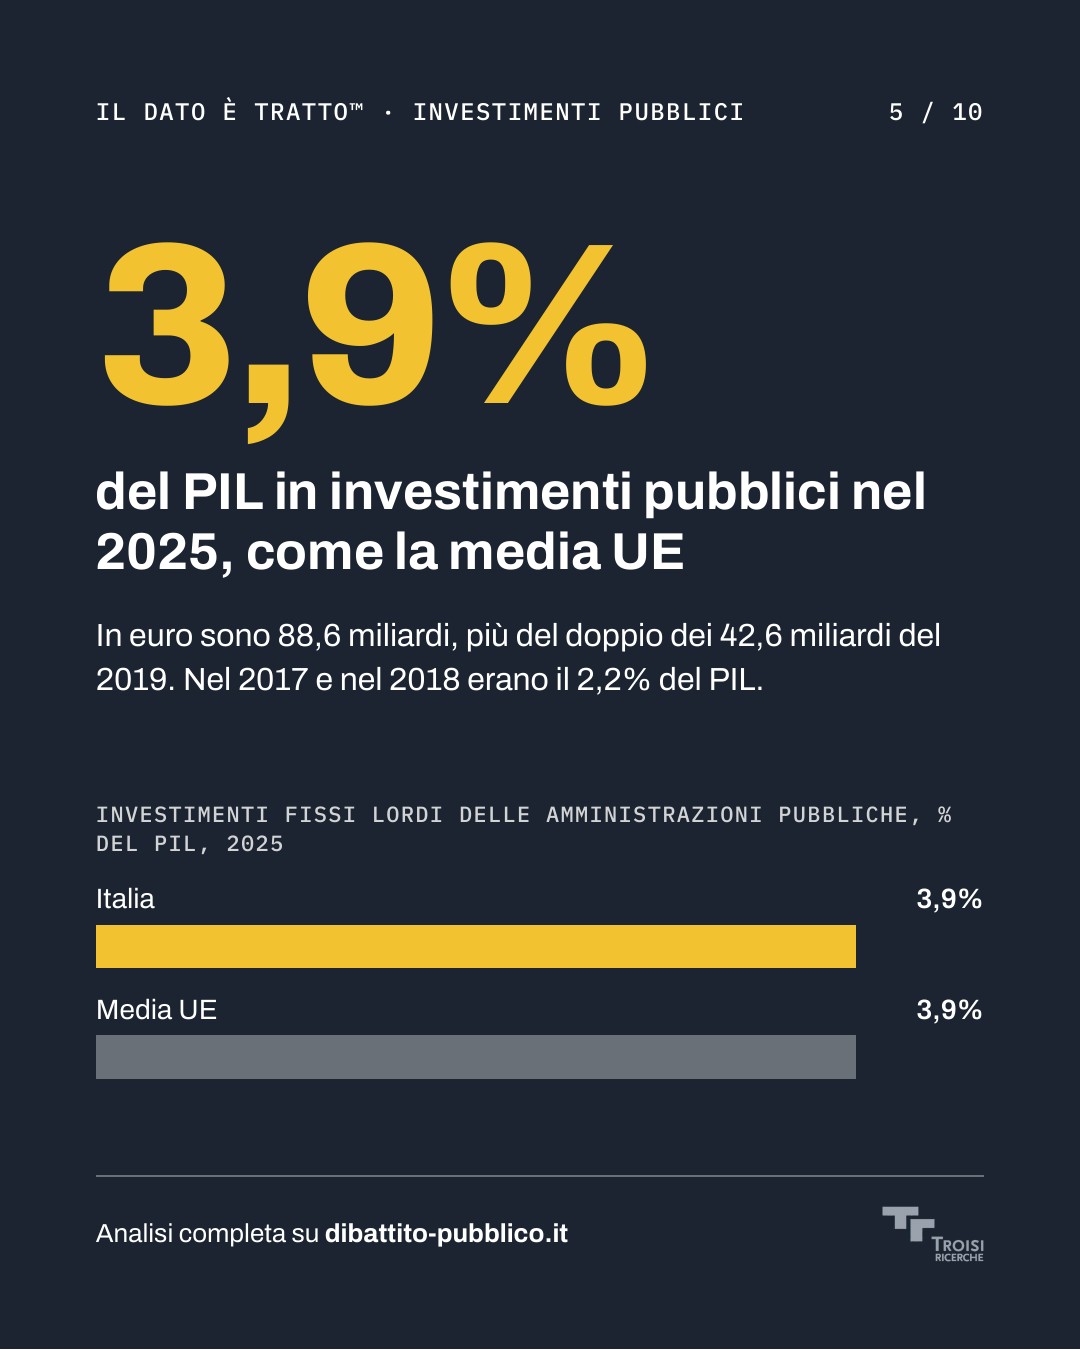 IL DATO È TRATTO™ · INVESTIMENTI PUBBLICI 5 / 10
3,9%
del PIL in investimenti pubblici nel
2025, come la media UE
In euro sono 88,6 miliardi, più del doppio dei 42,6 miliardi del
2019. Nel 2017 e nel 2018 erano il 2,2% del PIL.
INVESTIMENTI FISSI LORDI DELLE AMMINISTRAZIONI PUBBLICHE, %
DEL PIL, 2025
Italia 3,9%
Media UE 3,9%
Analisi completa su dibattito-pubblico.it
TROISI
RICERCHE